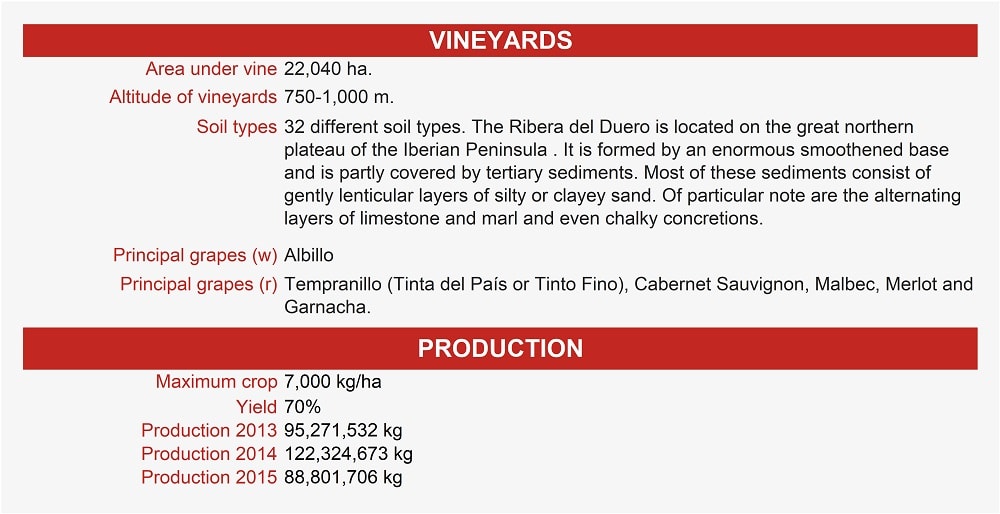 VINEYARDS
Area under vine 22,040 ha.
Altitude of vineyards 750-1,000 m.
Soil types 32 different soil types. The Ribera del Duero is located on the great northern
plateau of the Iberian Peninsula . It is formed by an enormous smoothened base
and is partly covered by tertiary sediments. Most of these sediments consist of
gently lenticular layers of silty or clayey sand. Of particular note are the alternating
layers of limestone and marl and even chalky concretions.
Principal grapes (w) Albillo
Principal grapes (r) Tempranillo (Tinta del País or Tinto Fino), Cabernet Sauvignon, Malbec, Merlot and
Garnacha.
PRODUCTION
Maximum crop 7,000 kg/ha
Yield 70%
Production 2013 95,271,532 kg
Production 2014 122,324,673 kg
Production 2015 88,801,706 kg